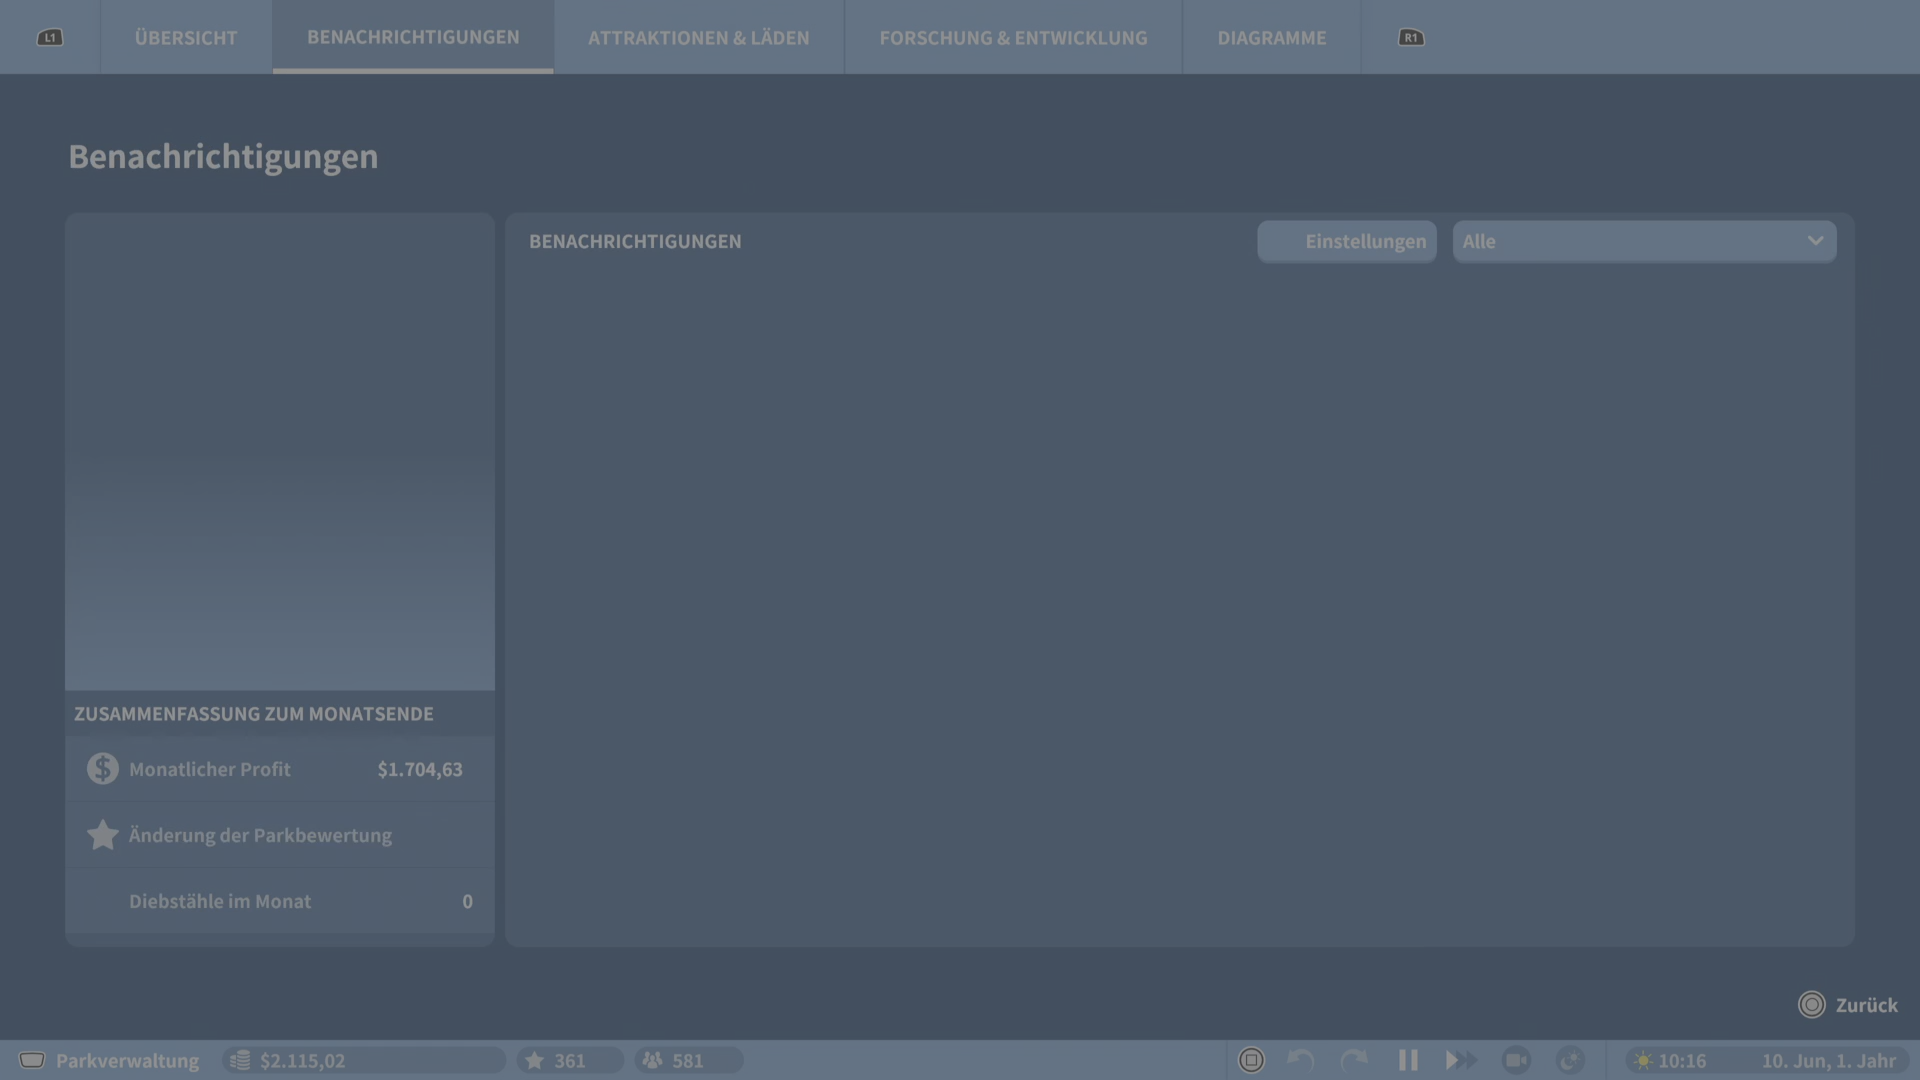 L1
ÜBERSICHT
BENACHRICHTIGUNGEN
ATTRAKTIONEN & LÄDEN
FORSCHUNG & ENTWICKLUNG
DIAGRAMME
R1
Benachrichtigungen
BENACHRICHTIGUNGEN
Einstellungen
Alle
ZUSAMMENFASSUNG ZUM MONATSENDE
Monatlicher Profit $1.704,63
Änderung der Parkbewertung
Diebstähle im Monat 0
Zurück
Parkverwaltung $2.115,02 361 581 10:16 10. Jun, 1. Jahr